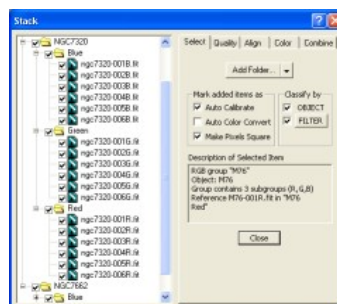 Stack
NGC7320
Blue
ngc7320-001B.fit
ngc7320-002B.fit
ngc7320-003B.fit
ngc7320-004B.fit
ngc7320-005B.fit
ngc7320-006B.fit
Green
ngc7320-001G.fit
ngc7320-002G.fit
ngc7320-003G.fit
ngc7320-004G.fit
ngc7320-005G.fit
ngc7320-006G.fit
Red
ngc7320-001R.fit
ngc7320-002R.fit
ngc7320-003R.fit
ngc7320-004R.fit
ngc7320-005R.fit
ngc7320-006R.fit
NGC7662
Blue
Select Quality Align Color Combine
Add Folder...
Mark added items as
Auto Calibrate
Auto Color Convert
Make Pixels Square
Classify by
OBJECT
FILTER
Description of Selected Item
RGB group "M76"
Object: M76
Group contains 3 subgroups (R,G,B)
Reference M76-001R.fit in "M76
Red"
Close